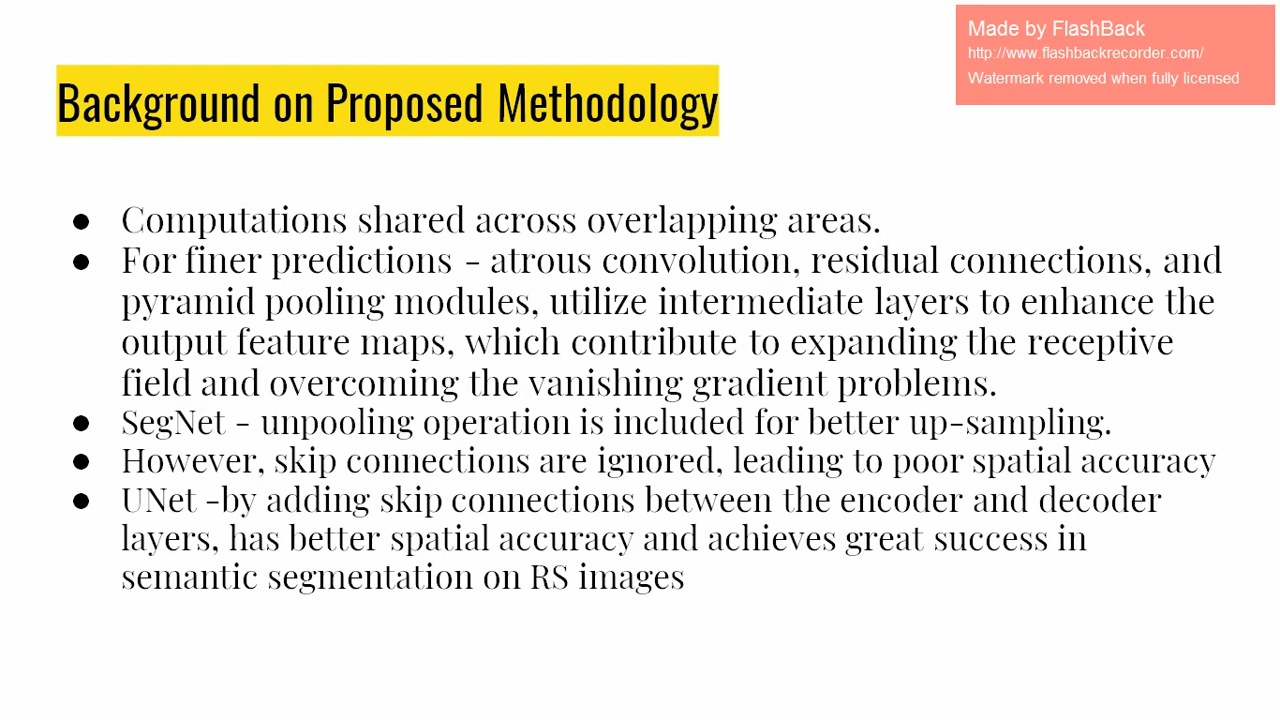 Made by FlashBack
http://www.flashbackrecorder.com/
Watermark removed when fully licensed
Background on Proposed Methodology
● Computations shared across overlapping areas.
● For finer predictions - atrous convolution, residual connections, and
pyramid pooling modules, utilize intermediate layers to enhance the
output feature maps, which contribute to expanding the receptive
field and overcoming the vanishing gradient problems.
● SegNet - unpooling operation is included for better up-sampling.
● However, skip connections are ignored, leading to poor spatial accuracy
● UNet -by adding skip connections between the encoder and decoder
layers, has better spatial accuracy and achieves great success in
semantic segmentation on RS images